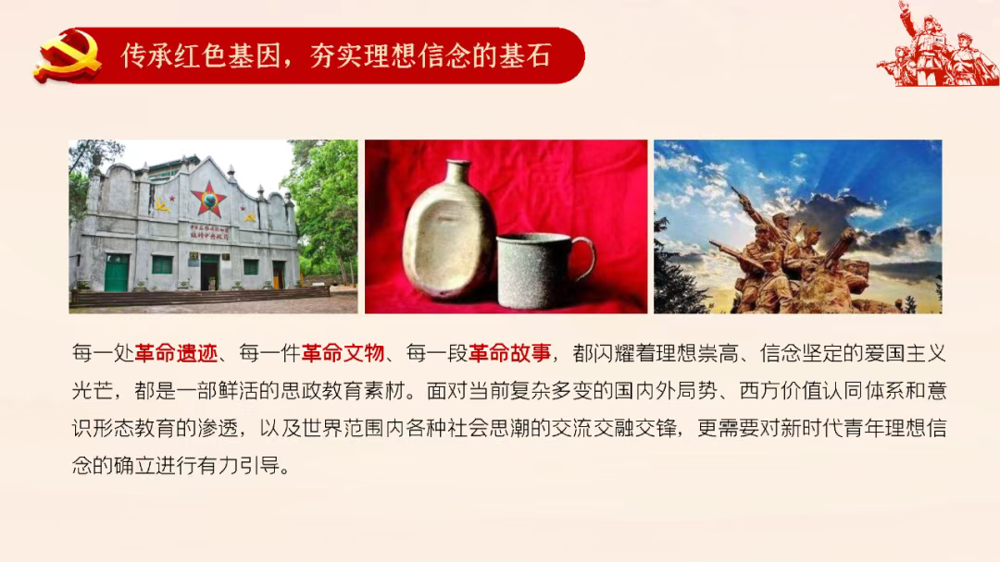 传承红色基因，夯实理想信念的基石
每一处革命遗迹、每一件革命文物、每一段革命故事，都闪耀着理想崇高、信念坚定的爱国主义
光芒，都是一部鲜活的思政教育素材。面对当前复杂多变的国内外局势、西方价值认同体系和意
识形态教育的渗透，以及世界范围内各种社会思潮的交流交融交锋，更需要对新时代青年理想信
念的确立进行有力引导。